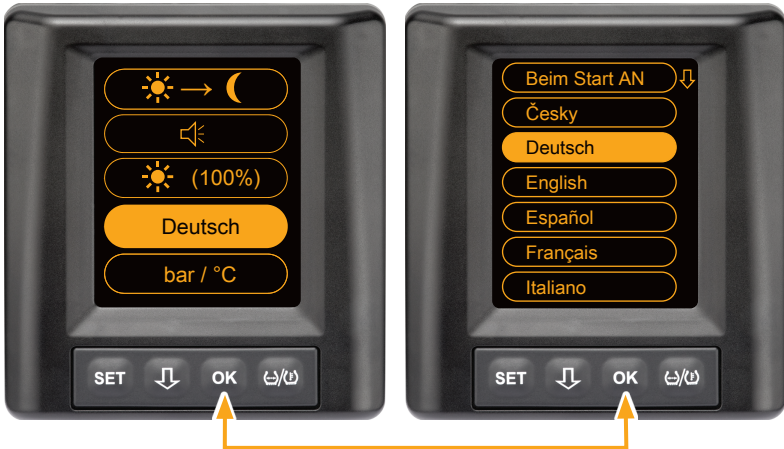 (100%)
Deutsch
bar / °C
SET
OK
Beim Start AN
Česky
Deutsch
English
Español
Français
Italiano
SET
OK